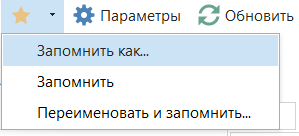 Параметры Обновить
Запомнить как...
Запомнить
Переименовать и запомнить...